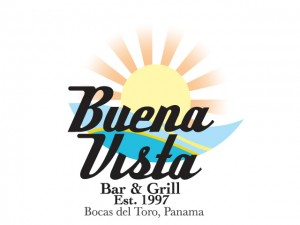 Buena
Vista
Bar & Grill
Est. 1997
Bocas del Toro, Panama